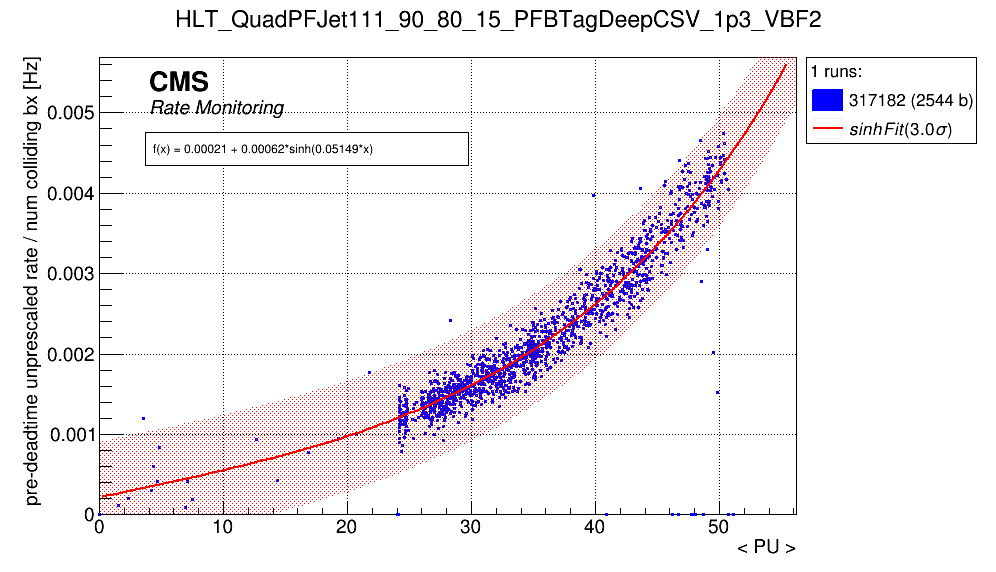 HLT_QuadPFJet111_90_80_15_PFBTagDeepCSV_1p3_VBF2
pre-deadtime unprescaled rate / num colliding bx [Hz]
CMS
Rate Monitoring
f(x) = 0.00021 + 0.00062*sinh(0.05149*x)
1 runs:
317182 (2544 b)
sinhFit(3.0σ)
0.005
0.004
0.003
0.002
0.001
0
0 10 20 30 40 50
< PU >